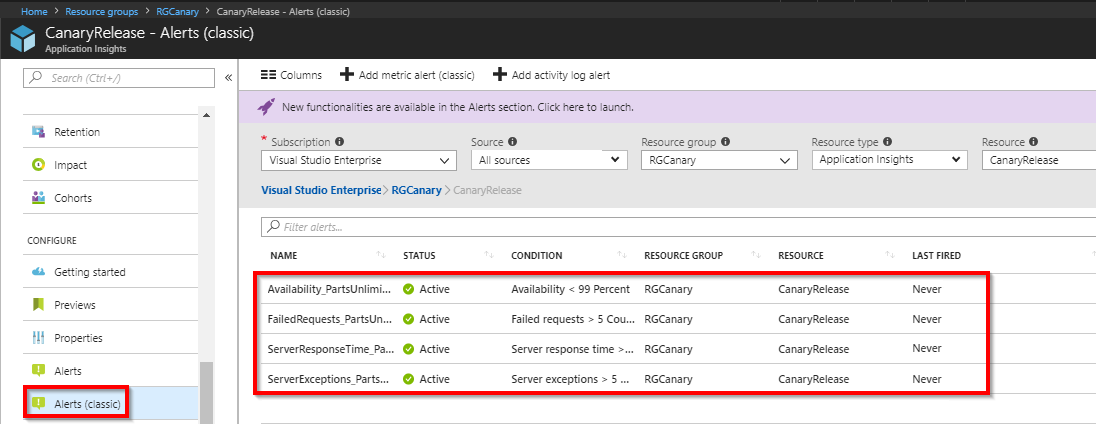 Home > Resource groups > RGCanary > CanaryRelease - Alerts (classic)
CanaryRelease - Alerts (classic)
Application Insights
Search (Ctrl+/)
«
Retention
Impact
Cohorts
CONFIGURE
Getting started
Previews
Properties
Alerts
Alerts (classic)
Columns
Add metric alert (classic)
Add activity log alert
New functionalities are available in the Alerts section. Click here to launch.
* Subscription
Source
Resource group
Resource type
Resource
Visual Studio Enterprise
All sources
RGCanary
Application Insights
CanaryRelease
Visual Studio Enterprise > RGCanary > CanaryRelease
Filter alerts...
NAME STATUS CONDITION RESOURCE GROUP RESOURCE LAST FIRED
Availability_PartsUnlimi... Active Availability < 99 Percent RGCanary CanaryRelease Never
FailedRequests_PartsUn... Active Failed requests > 5 Cou... RGCanary CanaryRelease Never
ServerResponseTime_Pa... Active Server response time >... RGCanary CanaryRelease Never
ServerExceptions_Parts... Active Server exceptions > 5 ... RGCanary CanaryRelease Never